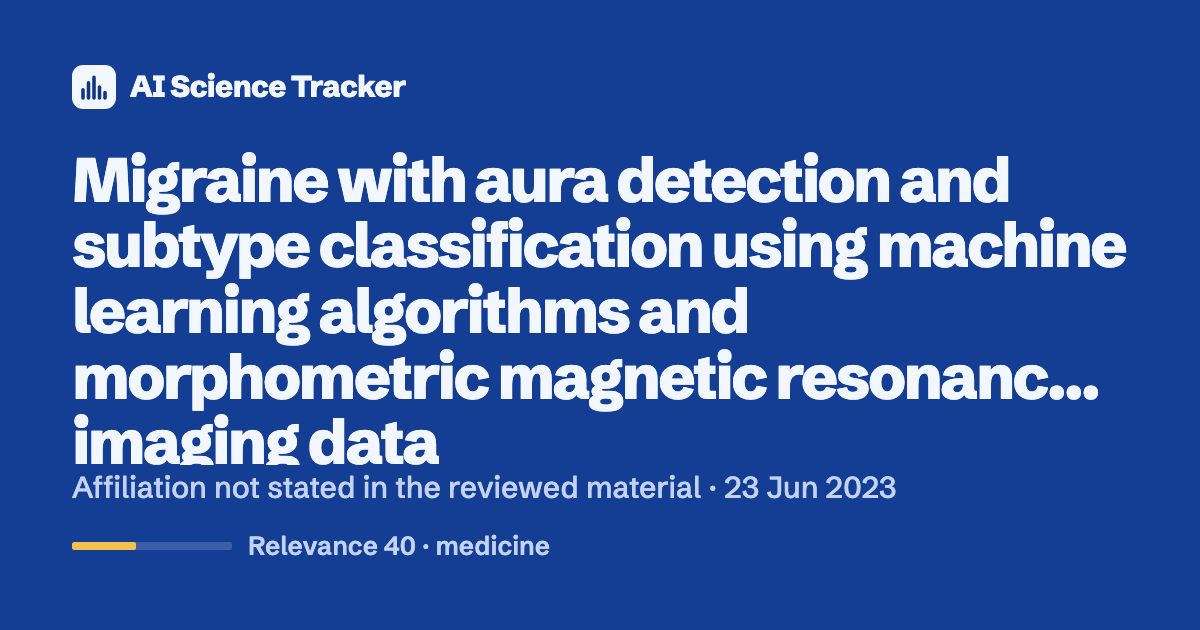 AI Science Tracker
Migraine with aura detection and
subtype classification using machine
learning algorithms and
morphometric magnetic resonanc...
imaging data
Affiliation not stated in the reviewed material · 23 Jun 2023
Relevance 40 · medicine